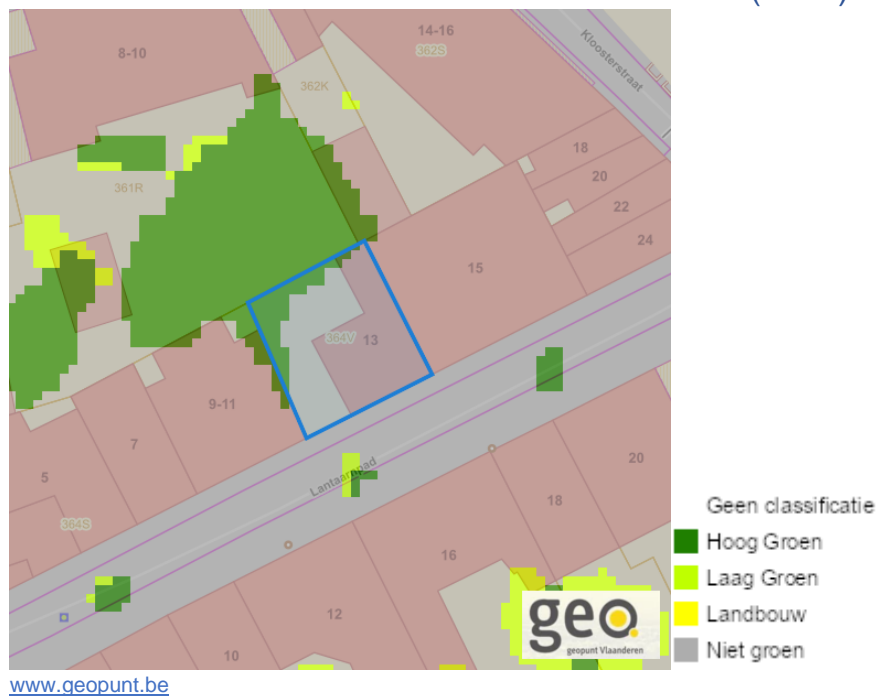 8-10
14-16
362S
Kloosterstraat
362K
18
361R
20
22
24
15
364V
13
9-11
7
5
Lantaarnpad
20
364S
18
16
12
10
geo.
geopunt Vlaanderen
Geen classificatie
Hoog Groen
Laag Groen
Landbouw
Niet groen
www.geopunt.be